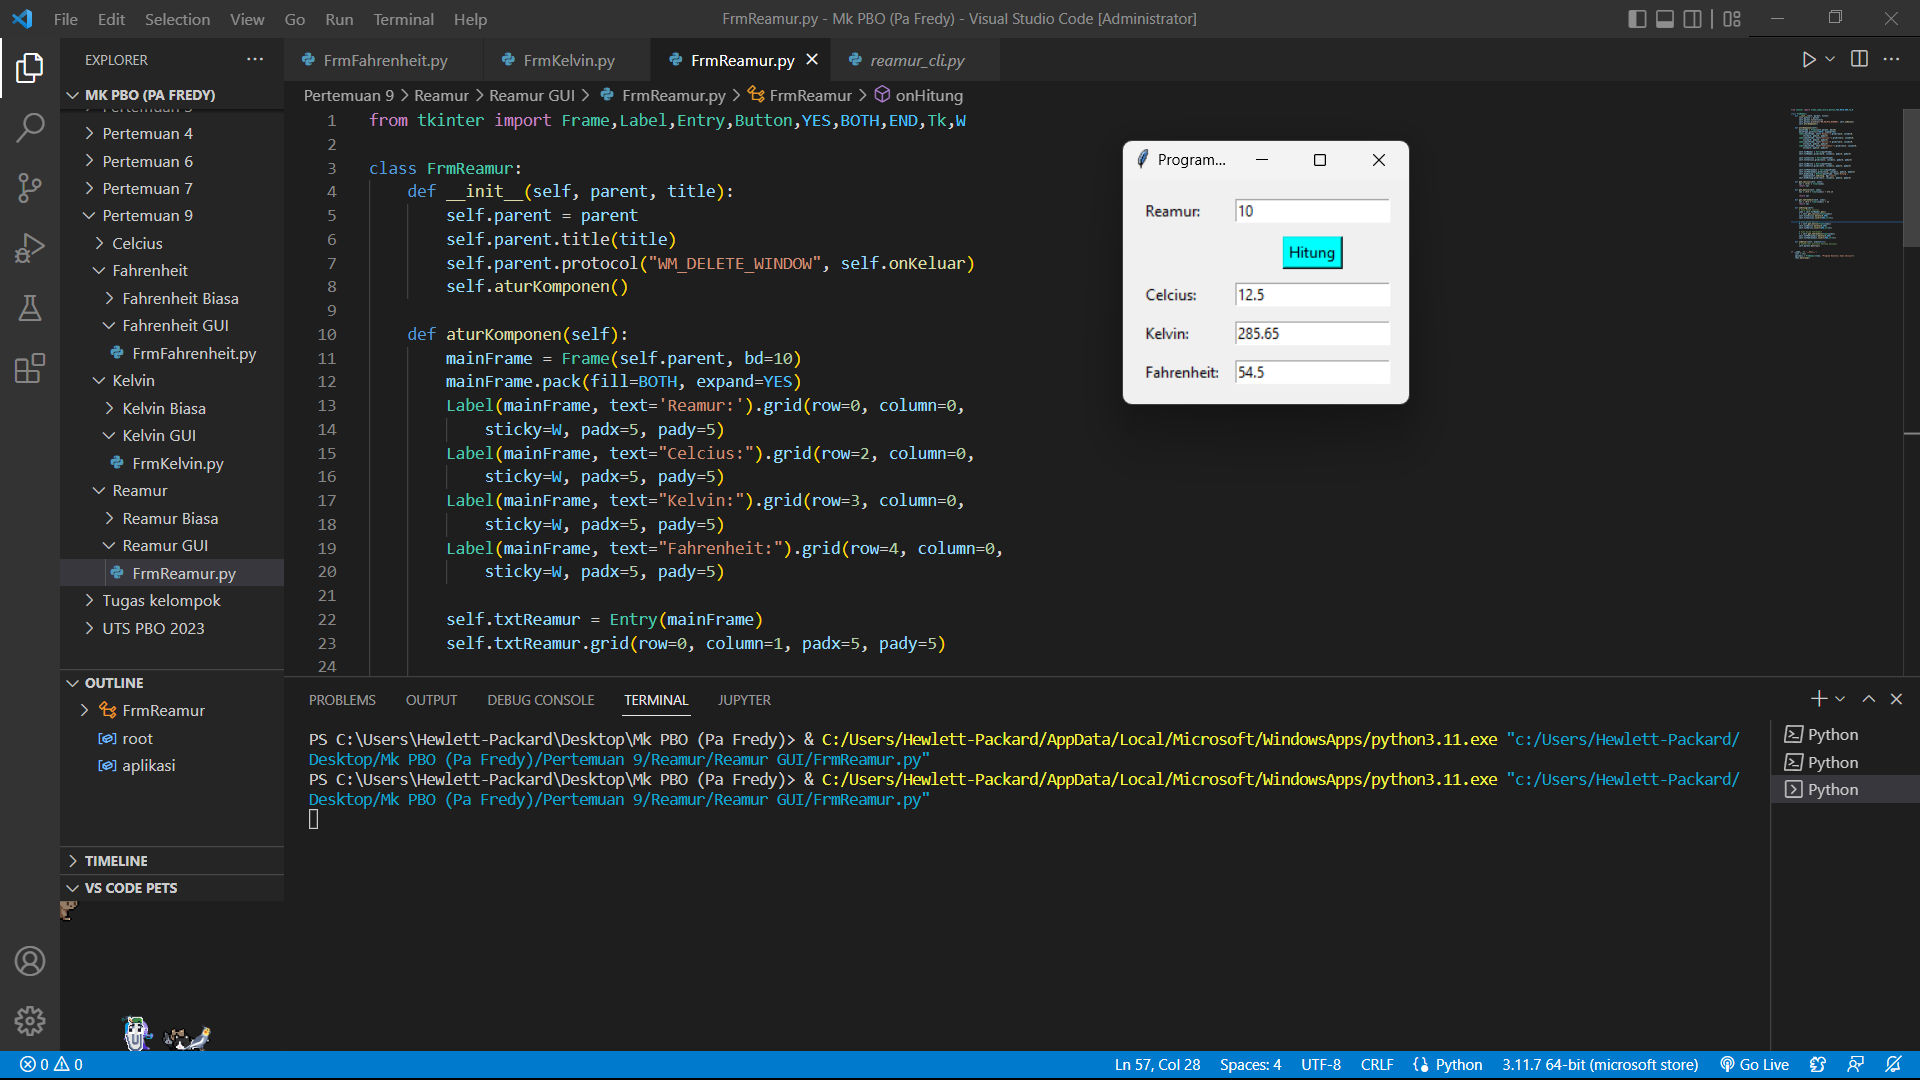 File Edit Selection View Go Run Terminal Help
FrmReamur.py - Mk PBO (Pa Fredy) - Visual Studio Code [Administrator]
EXPLORER
MK PBO (PA FREDY)
Pertemuan 4
Pertemuan 6
Pertemuan 7
Pertemuan 9
Celcius
Fahrenheit
Fahrenheit Biasa
Fahrenheit GUI
FrmFahrenheit.py
Kelvin
Kelvin Biasa
Kelvin GUI
FrmKelvin.py
Reamur
Reamur Biasa
Reamur GUI
FrmReamur.py
Tugas kelompok
UTS PBO 2023
OUTLINE
FrmReamur
root
aplikasi
TIMELINE
VS CODE PETS
FrmFahrenheit.py FrmKelvin.py FrmReamur.py reamur_cli.py
Pertemuan 9 > Reamur > Reamur GUI > FrmReamur.py > FrmReamur > onHitung
1 from tkinter import Frame,Label,Entry,Button,YES,BOTH,END,Tk,W
2
3 class FrmReamur:
4 def __init__(self, parent, title):
5 self.parent = parent
6 self.parent.title(title)
7 self.parent.protocol("WM_DELETE_WINDOW", self.onKeluar)
8 self.aturKomponen()
9
10 def aturKomponen(self):
11 mainFrame = Frame(self.parent, bd=10)
12 mainFrame.pack(fill=BOTH, expand=YES)
13 Label(mainFrame, text='Reamur:').grid(row=0, column=0,
14 sticky=W, padx=5, pady=5)
15 Label(mainFrame, text="Celcius:").grid(row=2, column=0,
16 sticky=W, padx=5, pady=5)
17 Label(mainFrame, text="Kelvin:").grid(row=3, column=0,
18 sticky=W, padx=5, pady=5)
19 Label(mainFrame, text="Fahrenheit:").grid(row=4, column=0,
20 sticky=W, padx=5, pady=5)
21
22 self.txtReamur = Entry(mainFrame)
23 self.txtReamur.grid(row=0, column=1, padx=5, pady=5)
24
Program...
Reamur: 10
Hitung
Celcius: 12.5
Kelvin: 285.65
Fahrenheit: 54.5
PROBLEMS OUTPUT DEBUG CONSOLE TERMINAL JUPYTER
PS C:\Users\Hewlett-Packard\Desktop\Mk PBO (Pa Fredy)> & C:/Users/Hewlett-Packard/AppData/Local/Microsoft/WindowsApps/python3.11.exe "c:/Users/Hewlett-Packard/
Desktop/Mk PBO (Pa Fredy)/Pertemuan 9/Reamur/Reamur GUI/FrmReamur.py"
PS C:\Users\Hewlett-Packard\Desktop\Mk PBO (Pa Fredy)> & C:/Users/Hewlett-Packard/AppData/Local/Microsoft/WindowsApps/python3.11.exe "c:/Users/Hewlett-Packard/
Desktop/Mk PBO (Pa Fredy)/Pertemuan 9/Reamur/Reamur GUI/FrmReamur.py"
Python
Python
Python
0 0
Ln 57, Col 28 Spaces: 4 UTF-8 CRLF Python 3.11.7 64-bit (microsoft store) Go Live